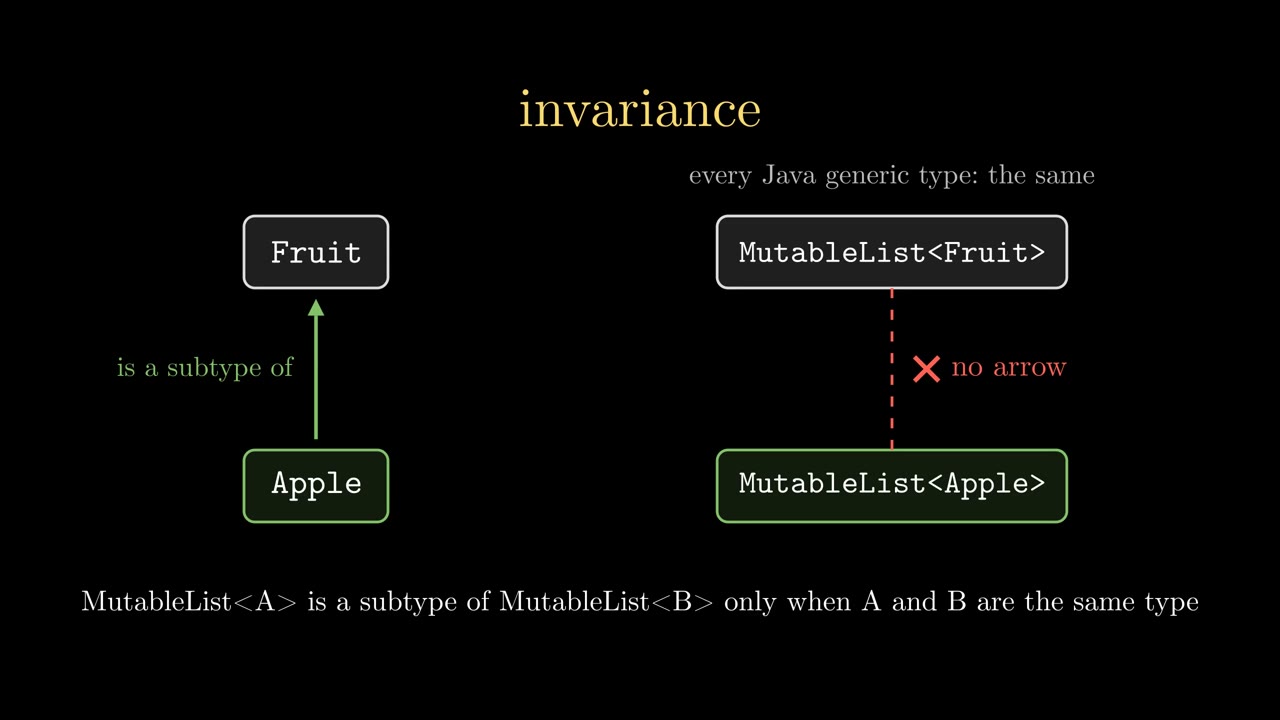 invariance
every Java generic type: the same
Fruit
MutableList<Fruit>
is a subtype of
no arrow
Apple
MutableList<Apple>
MutableList<A> is a subtype of MutableList<B> only when A and B are the same type